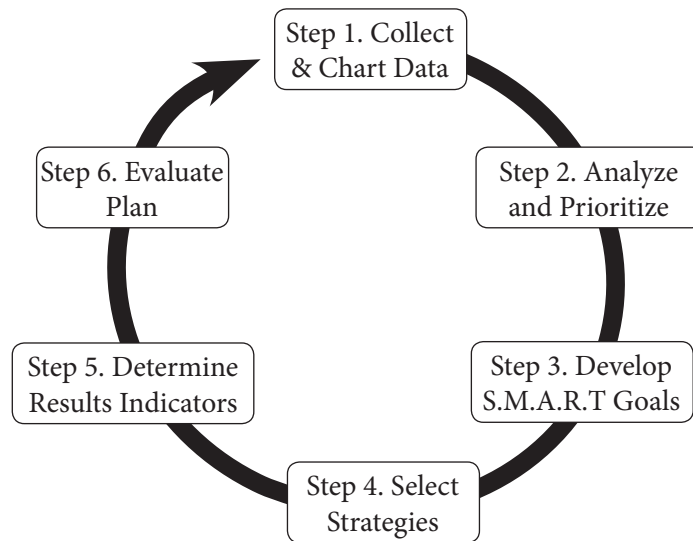 Step 1. Collect
& Chart Data
Step 2. Analyze
and Prioritize
Step 3. Develop
S.M.A.R.T Goals
Step 4. Select
Strategies
Step 5. Determine
Results Indicators
Step 6. Evaluate
Plan